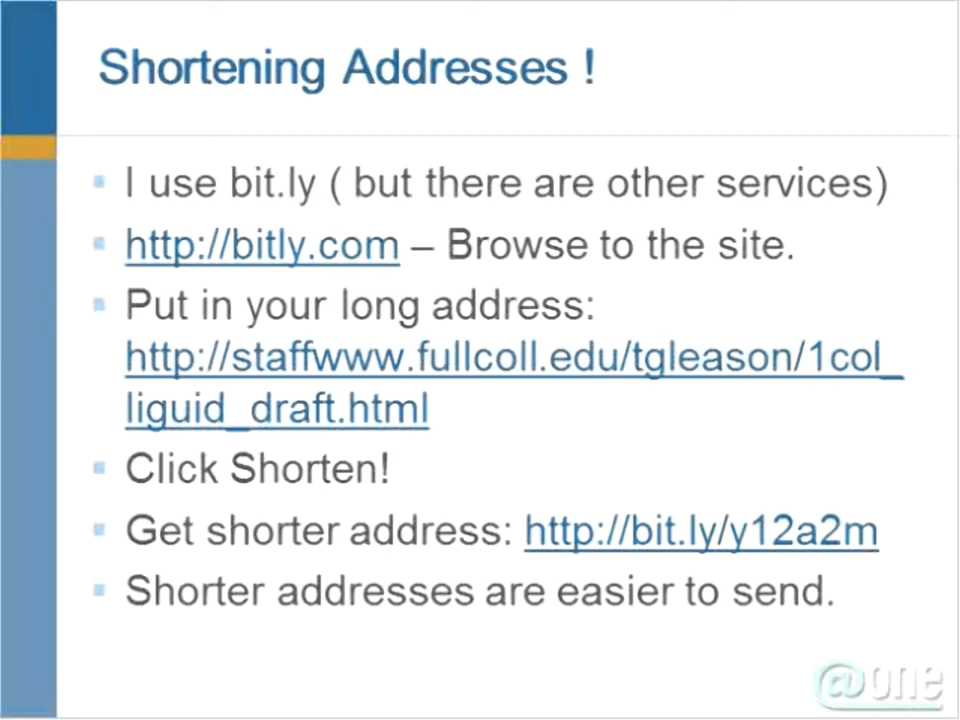 Shortening Addresses !
I use bit.ly ( but there are other services)
http://bitly.com – Browse to the site.
Put in your long address:
http://staffwww.fullcoll.edu/tgleason/1col_
liguid_draft.html
Click Shorten!
Get shorter address: http://bit.ly/y12a2m
Shorter addresses are easier to send.
@one